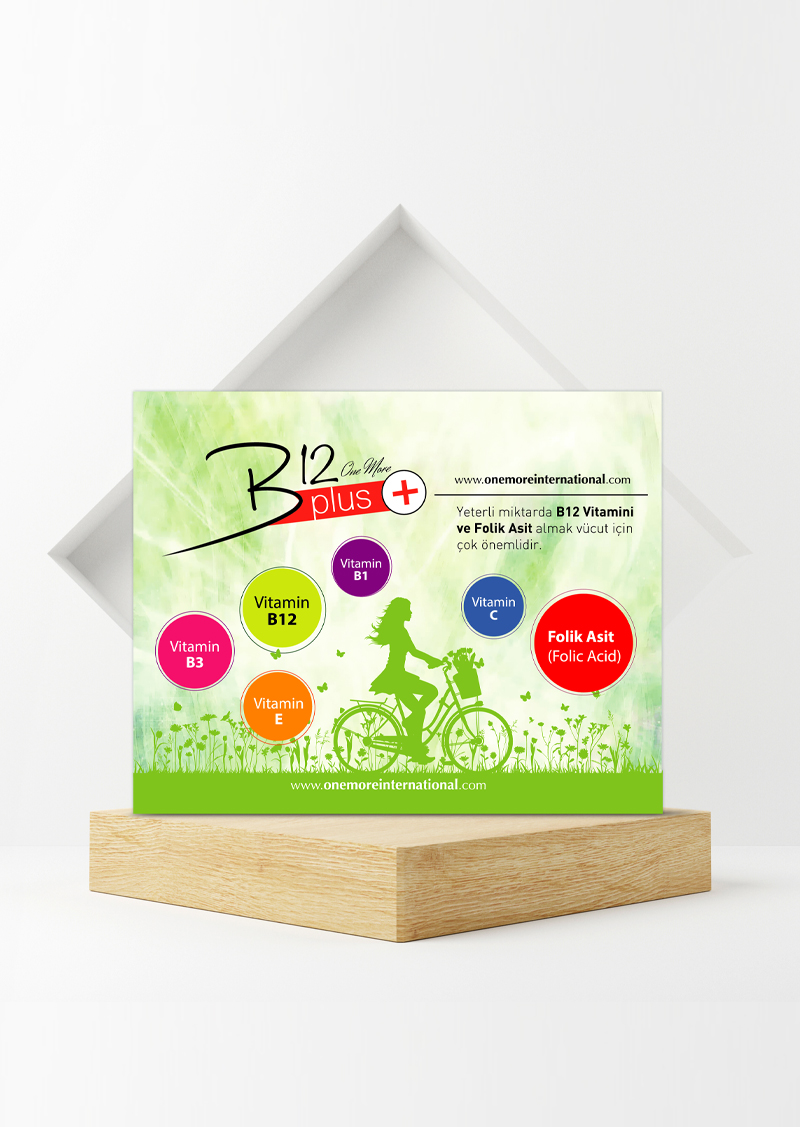 B12 One More
plus +
www.onemoreinternational.com
Yeterli miktarda B12 Vitamini
ve Folik Asit almak vücut için
çok önemlidir.
Vitamin
B1
Vitamin
B12
Vitamin
C
Folik Asit
(Folic Acid)
Vitamin
B3
Vitamin
E
www.onemoreinternational.com